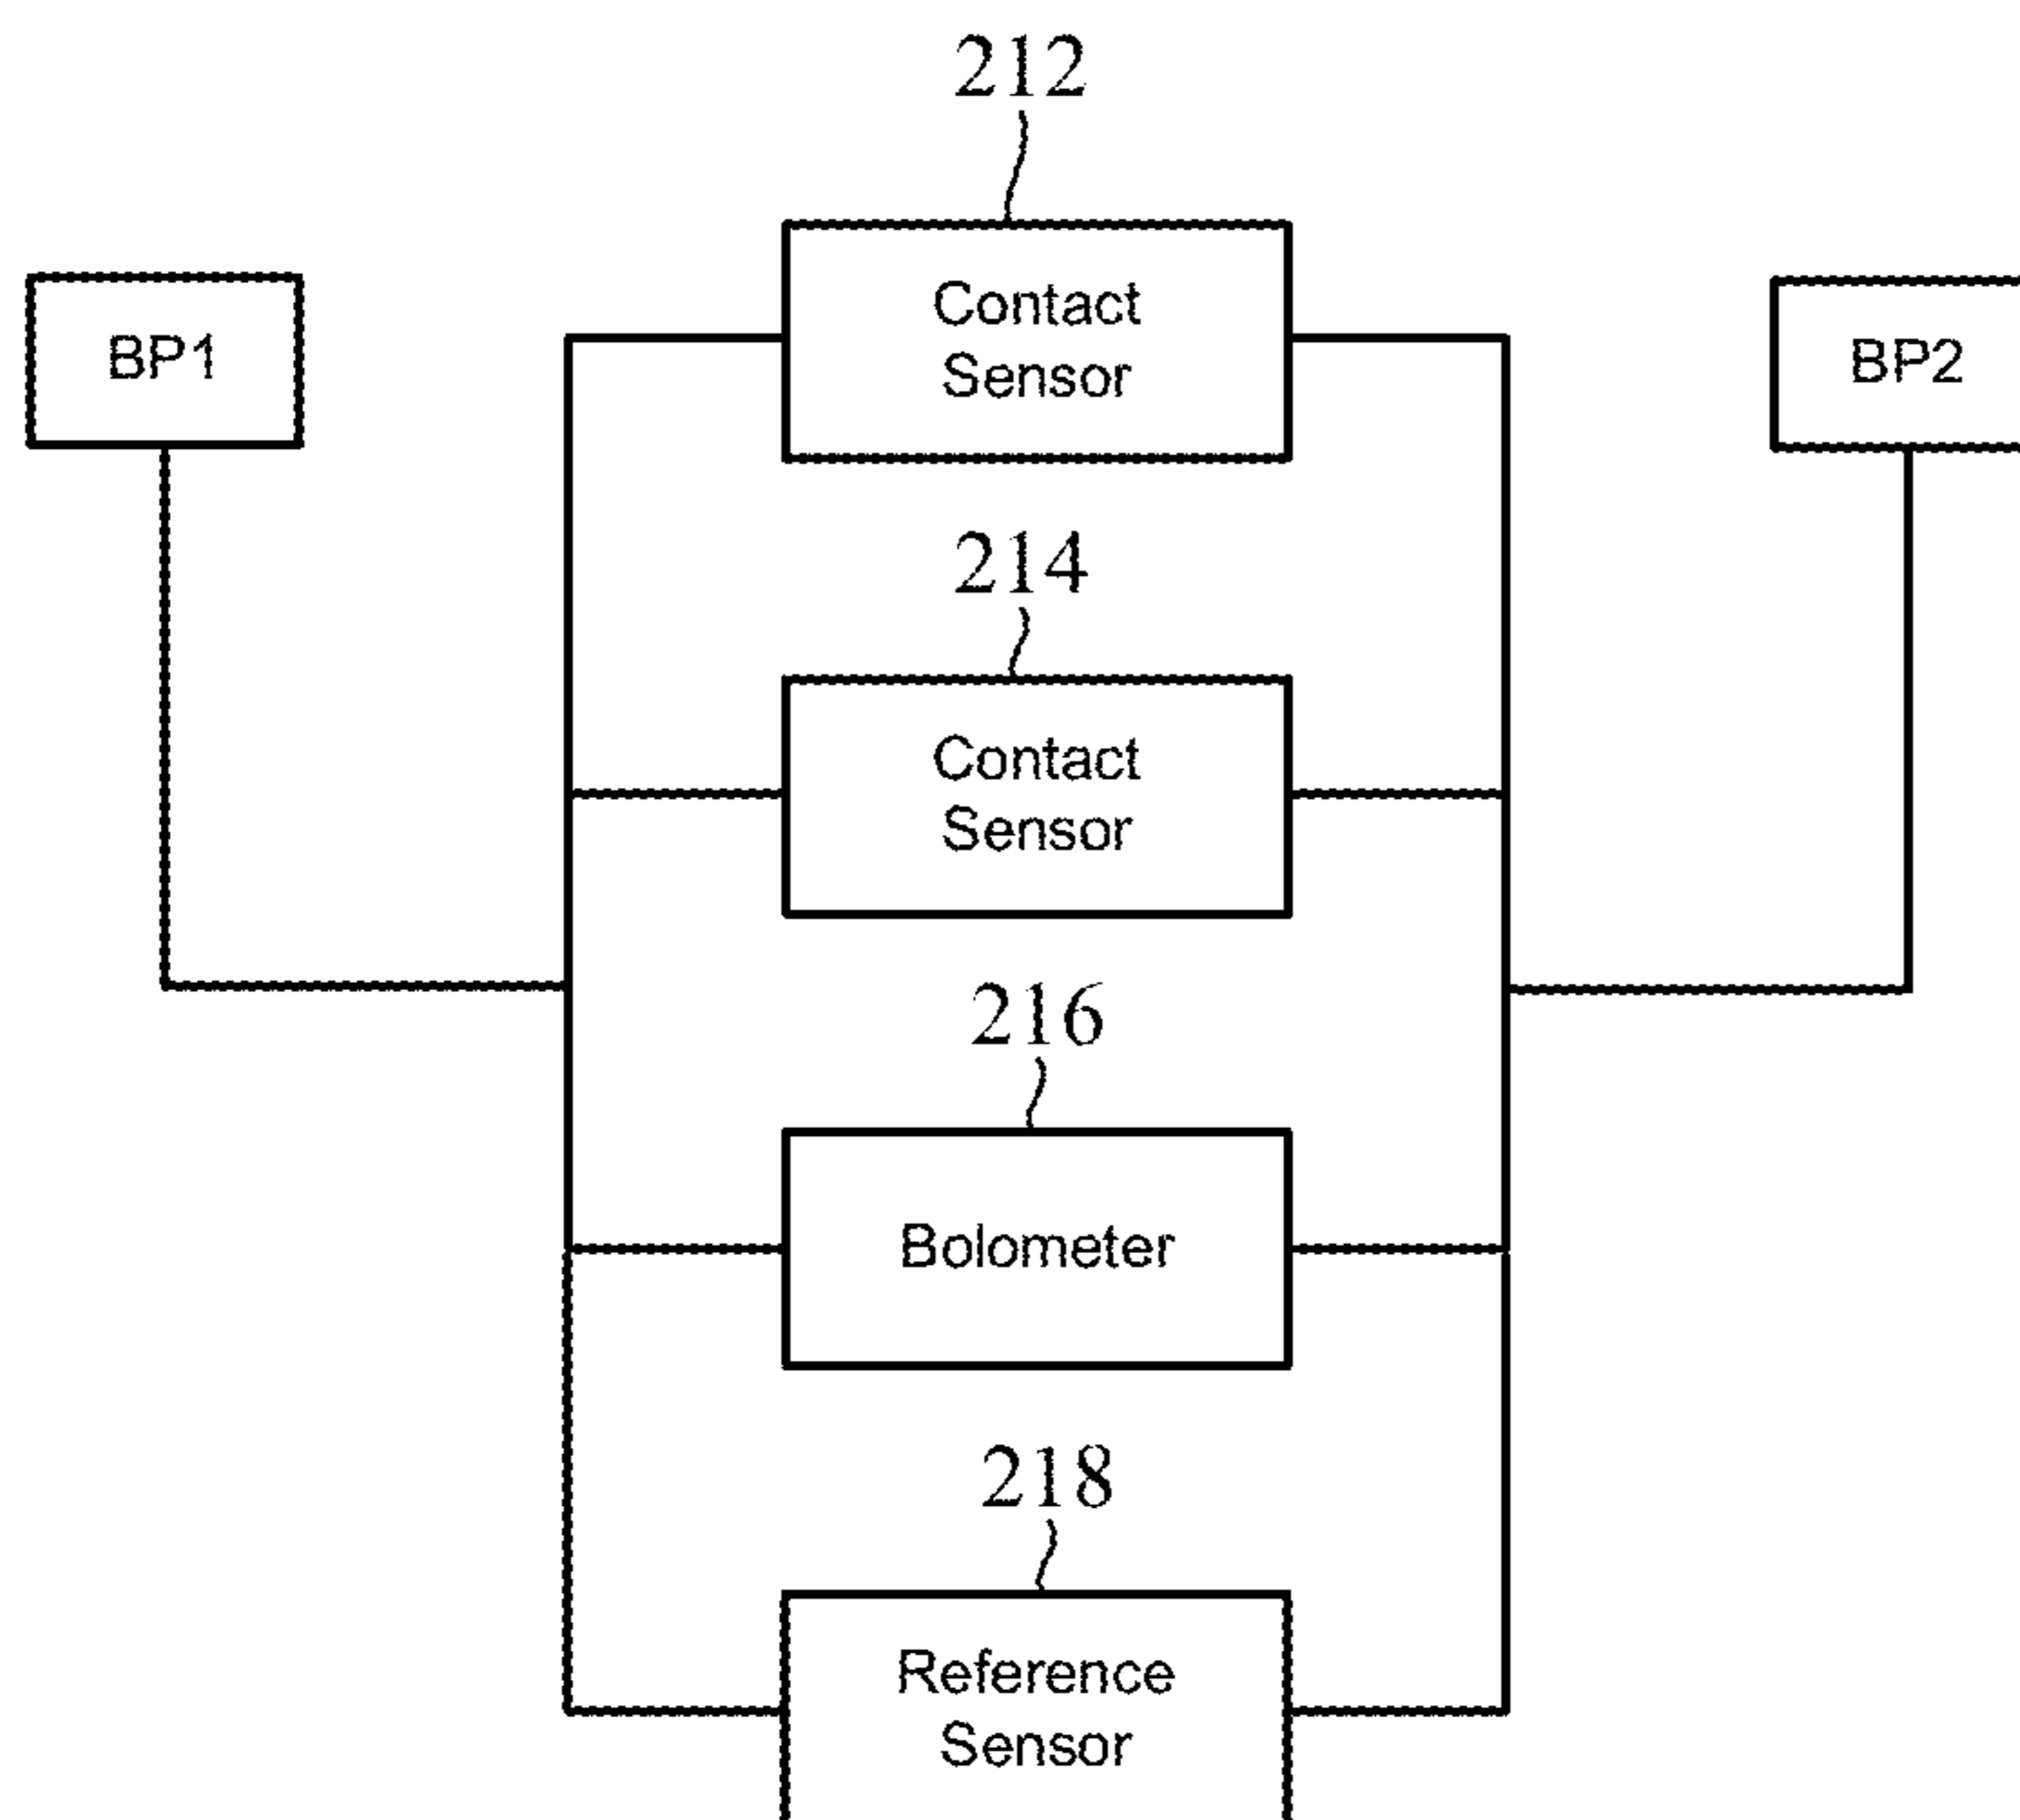 212
BP1
Contact
Sensor
BP2
214
Contact
Sensor
216
Bolometer
218
Reference
Sensor